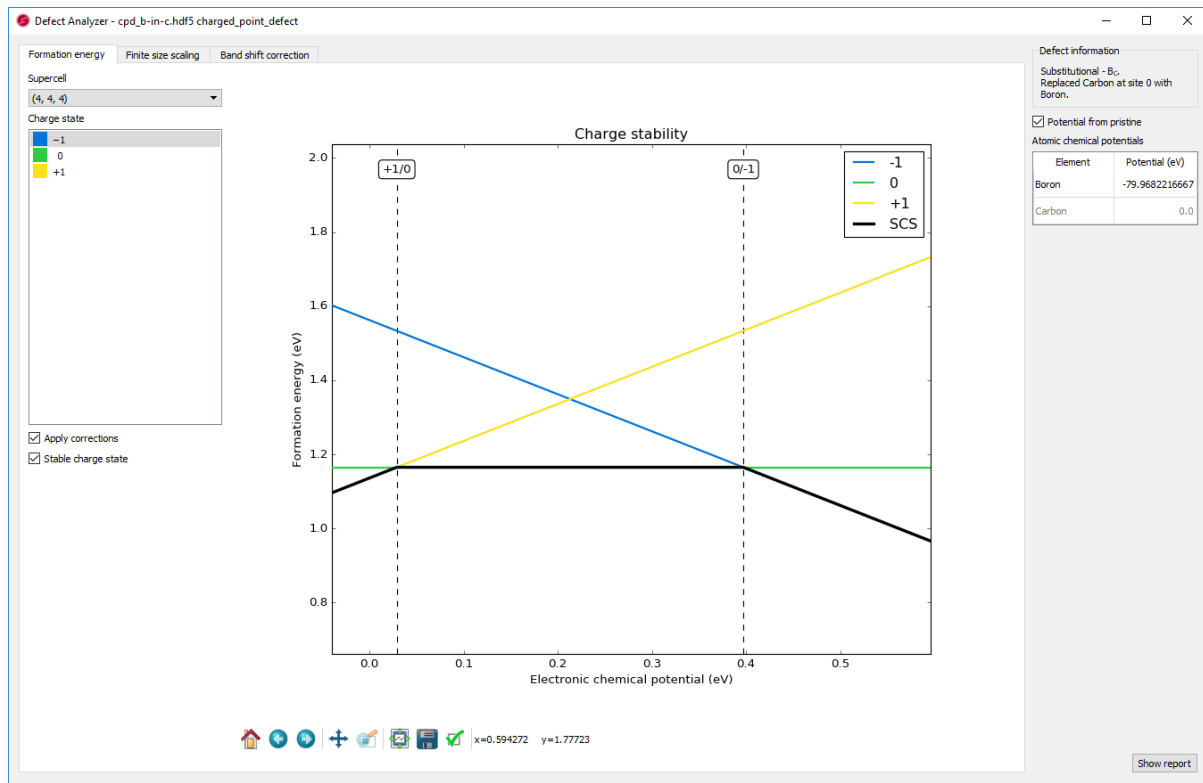 Defect Analyzer - cpd_b-in-c.hdf5 charged_point_defect
Formation energy
Finite size scaling
Band shift correction
Supercell
(4, 4, 4)
Charge state
−1
0
+1
Apply corrections
Stable charge state
Charge stability
+1/0
0/-1
-1
0
+1
SCS
2.0
1.8
1.6
1.4
1.2
1.0
0.8
Formation energy (eV)
0.0 0.1 0.2 0.3 0.4 0.5
Electronic chemical potential (eV)
x=0.594272 y=1.77723
Defect information
Substitutional - B_C.
Replaced Carbon at site 0 with
Boron.
Potential from pristine
Atomic chemical potentials
Element Potential (eV)
Boron -79.9682216667
Carbon 0.0
Show report